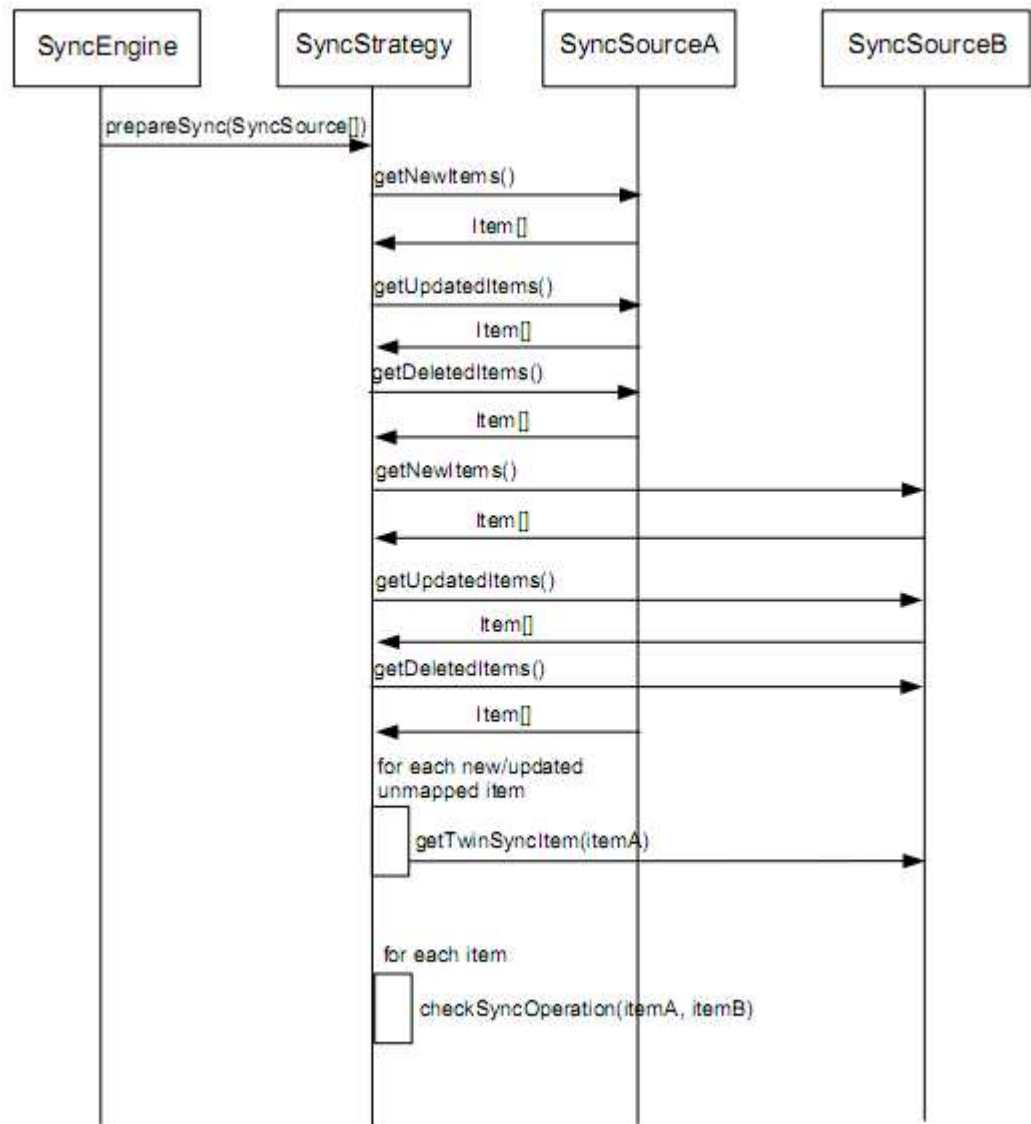 SyncEngine
SyncStrategy
SyncSourceA
SyncSourceB
prepareSync(SyncSource[])
getNewItems()
Item[]
getUpdatedItems()
Item[]
getDeletedItems()
Item[]
getNewItems()
Item[]
getUpdatedItems()
Item[]
getDeletedItems()
Item[]
for each new/updated
unmapped item
getTwinSyncItem(itemA)
for each item
checkSyncOperation(itemA, itemB)